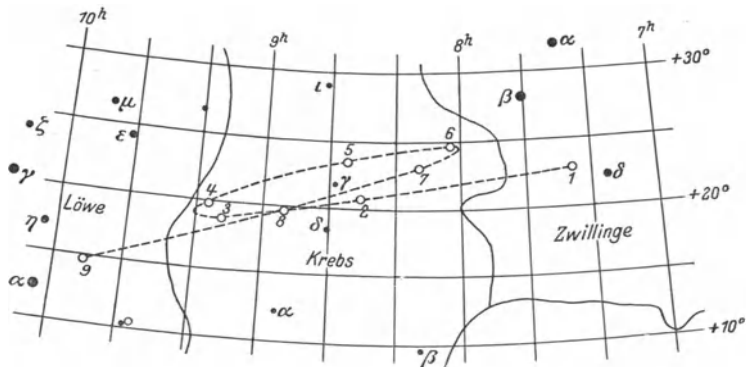 10h 9h 8h 7h
α
+30°
ι
β
μ
ξ ε
6
5
γ 4 γ 7 1 δ
3 2 +20°
Löwe 8
η δ
Krebs Zwillinge
9
α
α
+10°
β